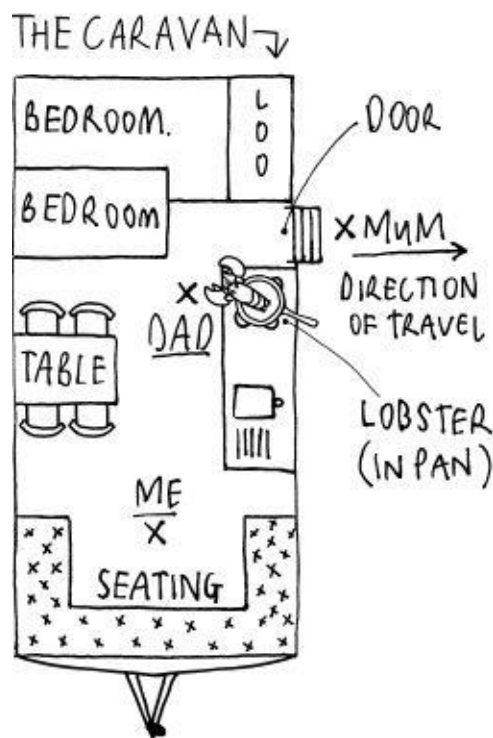 THE CARAVAN
BEDROOM.
LOO
DOOR
BEDROOM
X MUM
DIRECTION
OF TRAVEL
X
DAD
TABLE
LOBSTER
(IN PAN)
ME
X
SEATING